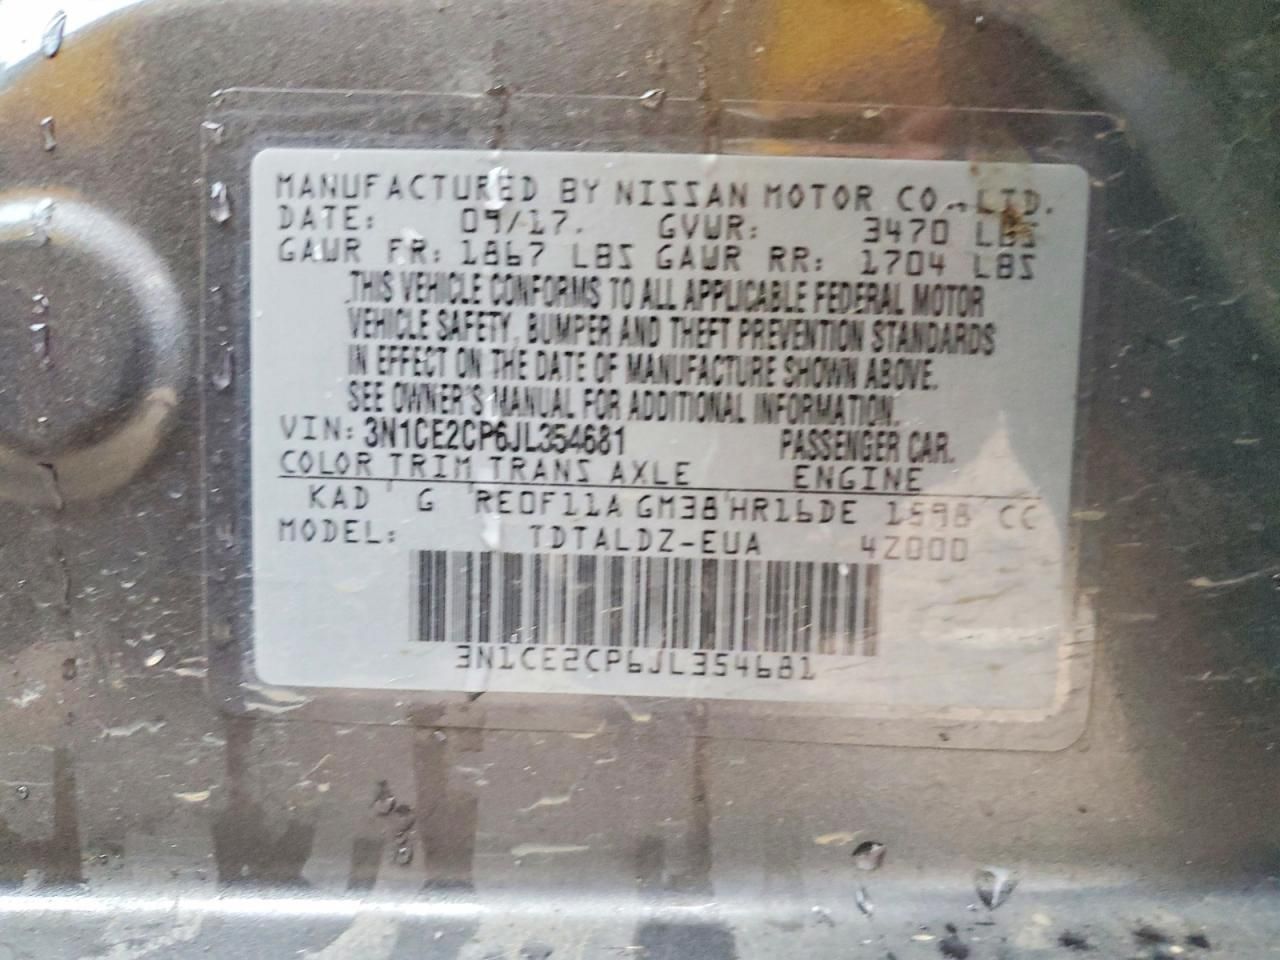 MANUFACTURED BY NISSAN MOTOR CO., LTD.
DATE: 09/17. GVWR: 3470 LBS
GAWR FR: 1867 LBS GAWR RR: 1704 LBS
THIS VEHICLE CONFORMS TO ALL APPLICABLE FEDERAL MOTOR
VEHICLE SAFETY, BUMPER AND THEFT PREVENTION STANDARDS
IN EFFECT ON THE DATE OF MANUFACTURE SHOWN ABOVE.
SEE OWNER'S MANUAL FOR ADDITIONAL INFORMATION.
VIN: 3N1CE2CP6JL354681 PASSENGER CAR.
COLOR TRIM TRANS AXLE ENGINE
KAD ' G ' RE0F11A GM38 ' HR16DE 1598 CC
MODEL: TDTALDZ-EUA 4Z000
3N1CE2CP6JL354681